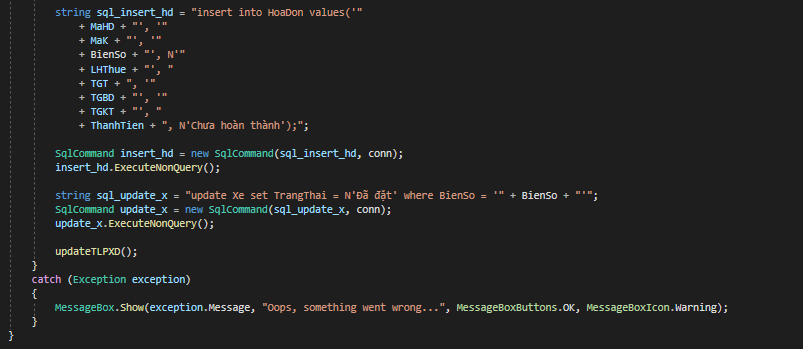 string sql_insert_hd = "insert into HoaDon values('"
+ MaHD + "', '"
+ MaK + "', '"
+ BienSo + "', N'"
+ LHThue + "', "
+ TGT + ", '"
+ TGBD + "', '"
+ TGKT + "', "
+ ThanhTien + ", N'Chưa hoàn thành');";
SqlCommand insert_hd = new SqlCommand(sql_insert_hd, conn);
insert_hd.ExecuteNonQuery();
string sql_update_x = "update Xe set TrangThai = N'Đã đặt' where BienSo = '" + BienSo + "'";
SqlCommand update_x = new SqlCommand(sql_update_x, conn);
update_x.ExecuteNonQuery();
updateTLPXD();
}
catch (Exception exception)
{
MessageBox.Show(exception.Message, "Oops, something went wrong...", MessageBoxButtons.OK, MessageBoxIcon.Warning);
}
}